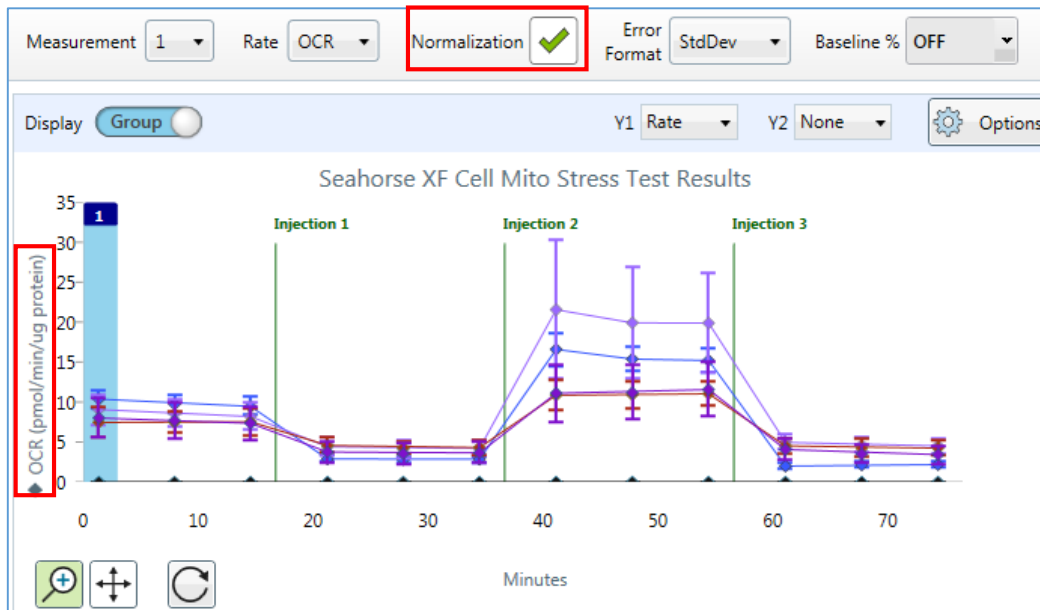 Measurement 1 Rate OCR Normalization Error Format StdDev Baseline % OFF
Display Group Y1 Rate Y2 None Options
Seahorse XF Cell Mito Stress Test Results
OCR (pmol/min/ug protein)
35
30
25
20
15
10
5
0
1
Injection 1 Injection 2 Injection 3
0 10 20 30 40 50 60 70
Minutes